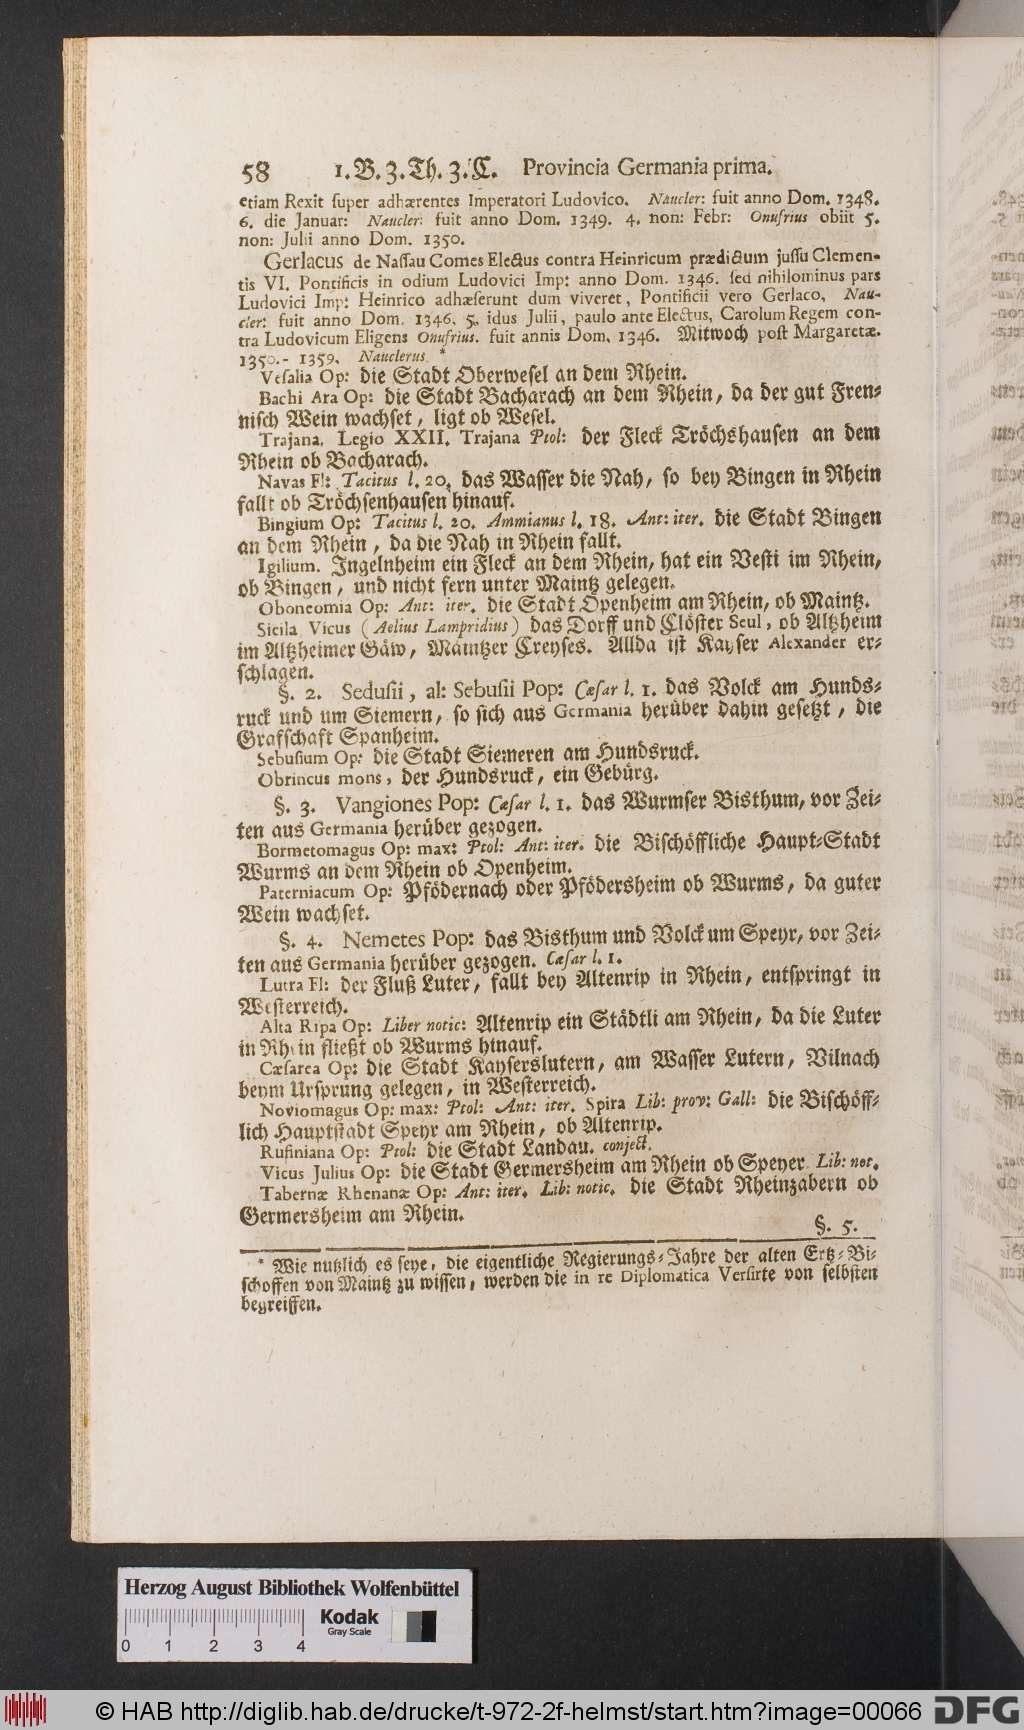 58 1. B. 3. Th. 3. C. Provincia Germania prima.
etiam Rexit super adhærentes Imperatori Ludovico. Naucler: fuit anno Dom. 1348.
6. die Januar: Naucler: fuit anno Dom. 1349. 4. non: Febr: Onufrius obiit 5.
non: Julii anno Dom. 1350.
Gerlacus de Nassau Comes Electus contra Heinricum prædictum jussu Clemen-
tis VI. Pontificis in odium Ludovici Imp: anno Dom. 1346. sed nihilominus pars
Ludovici Imp: Heinrico adhæserunt dum viveret, Pontificii vero Gerlaco, Nau-
cler: fuit anno Dom. 1346. 5. idus Julii, paulo ante Electus, Carolum Regem con-
tra Ludovicum Eligens Onufrius. fuit annis Dom. 1346. Mitwoch post Margaretæ.
1350.- 1359. Nauclerus *
Vesalia Op: die Stadt Oberwesel an dem Rhein.
Bachi Ara Op: die Stadt Bacharach an dem Rhein, da der gut Fren-
nisch Wein wachset, ligt ob Wesel.
Trajana. Legio XXII. Trajana Ptol: der Fleck Tröchshausen an dem
Rhein ob Bacharach.
Navas Fl: Tacitus l. 20. das Wasser die Nah, so bey Bingen in Rhein
fallt ob Tröchsenhausen hinauf.
Bingium Op: Tacitus l. 20. Ammianus l. 18. Ant: iter. die Stadt Bingen
an dem Rhein, da die Nah in Rhein fallt.
Igilium. Ingelnheim ein Fleck an dem Rhein, hat ein Vesti im Rhein,
ob Bingen, und nicht fern unter Maintz gelegen.
Oboncomia Op: Ant: iter. die Stadt Openheim am Rhein, ob Maintz.
Sicila Vicus (Aelius Lampridius) das Dorff und Clöster Seul, ob Altzheim
im Altzheimer Gäw, Maintzer Creyses. Allda ist Kayser Alexander er-
schlagen.
§. 2. Sedusii, al: Sebusii Pop: Cæsar l. 1. das Volck am Hunds-
ruck und um Siemern, so sich aus Germania herüber dahin gesetzt, die
Grafschaft Spanheim.
Sebusium Op: die Stadt Siemeren am Hundsruck.
Obrincus mons, der Hundsruck, ein Gebürg.
§. 3. Vangiones Pop: Cæsar l. 1. das Wurmser Bisthum, vor Zei-
ten aus Germania herüber gezogen.
Bormetomagus Op: max: Ptol: Ant: iter. die Bischöffliche Haupt-Stadt
Wurms an dem Rhein ob Openheim.
Paterniacum Op: Pfödernach oder Pfödersheim ob Wurms, da guter
Wein wachset.
§. 4. Nemetes Pop: das Bisthum und Volck um Speyr, vor Zei-
ten aus Germania herüber gezogen. Cæsar l. 1.
Lutra Fl: der Fluß Luter, fallt bey Altenrip in Rhein, entspringt in
Westerreich.
Alta Ripa Op: Liber notic: Altenrip ein Städtli am Rhein, da die Luter
in Rhein fließt ob Wurms hinauf.
Cæsarea Op: die Stadt Kayserslutern, am Wasser Lutern, Vilnach
beym Ursprung gelegen, in Westerreich.
Noviomagus Op: max: Ptol: Ant: iter. Spira Lib: prov: Gall: die Bischöff-
lich Hauptstadt Speyr am Rhein, ob Altenrip.
Rufiniana Op: Ptol: die Stadt Landau. conject.
Vicus Julius Op: die Stadt Germersheim am Rhein ob Speyer. Lib: not.
Tabernæ Rhenanæ Op: Ant: iter. Lib: notic. die Stadt Rheinzabern ob
Germersheim am Rhein.
§. 5.
* Wie nutzlich es seye, die eigentliche Regierungs-Jahre der alten Ertz-Bi-
schoffen von Maintz zu wissen, werden die in re Diplomatica Versirte von selbsten
begreiffen.
Herzog August Bibliothek Wolfenbüttel
Kodak
Gray Scale
0 1 2 3 4
© HAB http://diglib.hab.de/drucke/t-972-2f-helmst/start.htm?image=00066
DFG